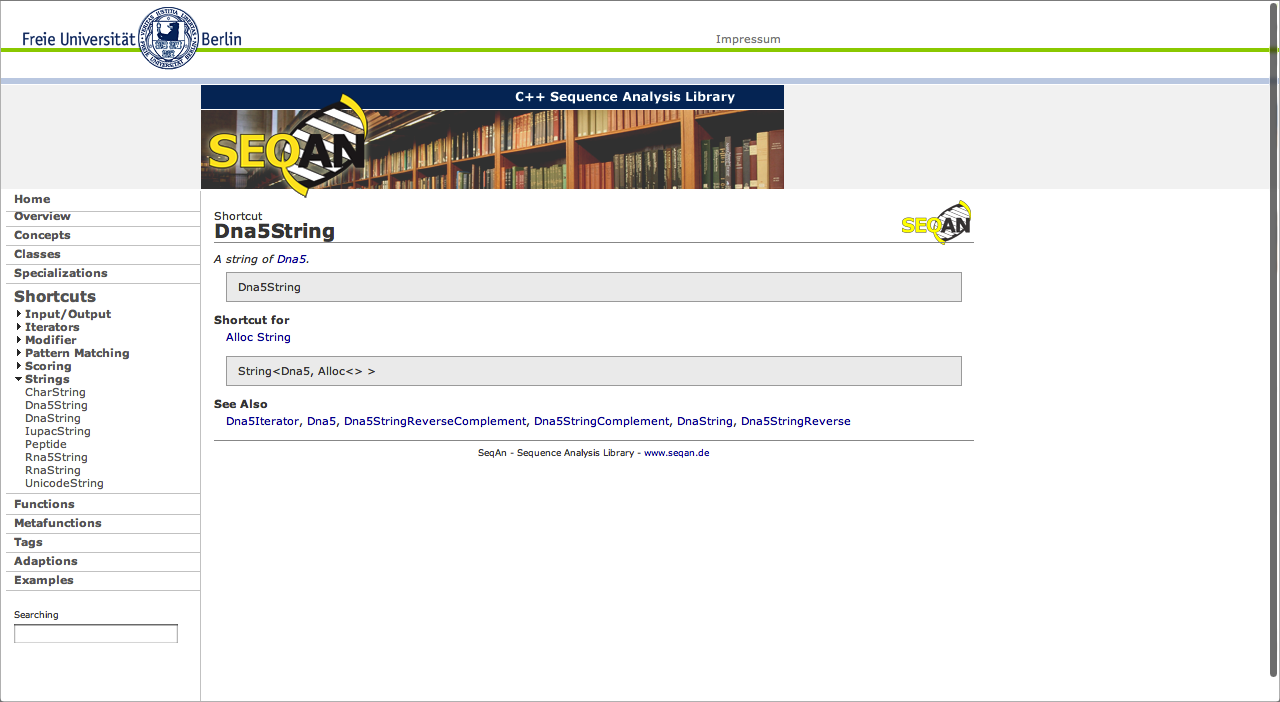 Freie Universität Berlin
Impressum
C++ Sequence Analysis Library
SEQAN
Home
Overview
Concepts
Classes
Specializations
Shortcuts
Input/Output
Iterators
Modifier
Pattern Matching
Scoring
Strings
CharString
Dna5String
DnaString
IupacString
Peptide
Rna5String
RnaString
UnicodeString
Functions
Metafunctions
Tags
Adaptions
Examples
Searching
Shortcut
Dna5String
SEQAN
A string of Dna5.
Dna5String
Shortcut for
Alloc String
String<Dna5, Alloc<> >
See Also
Dna5Iterator, Dna5, Dna5StringReverseComplement, Dna5StringComplement, DnaString, Dna5StringReverse
SeqAn - Sequence Analysis Library - www.seqan.de